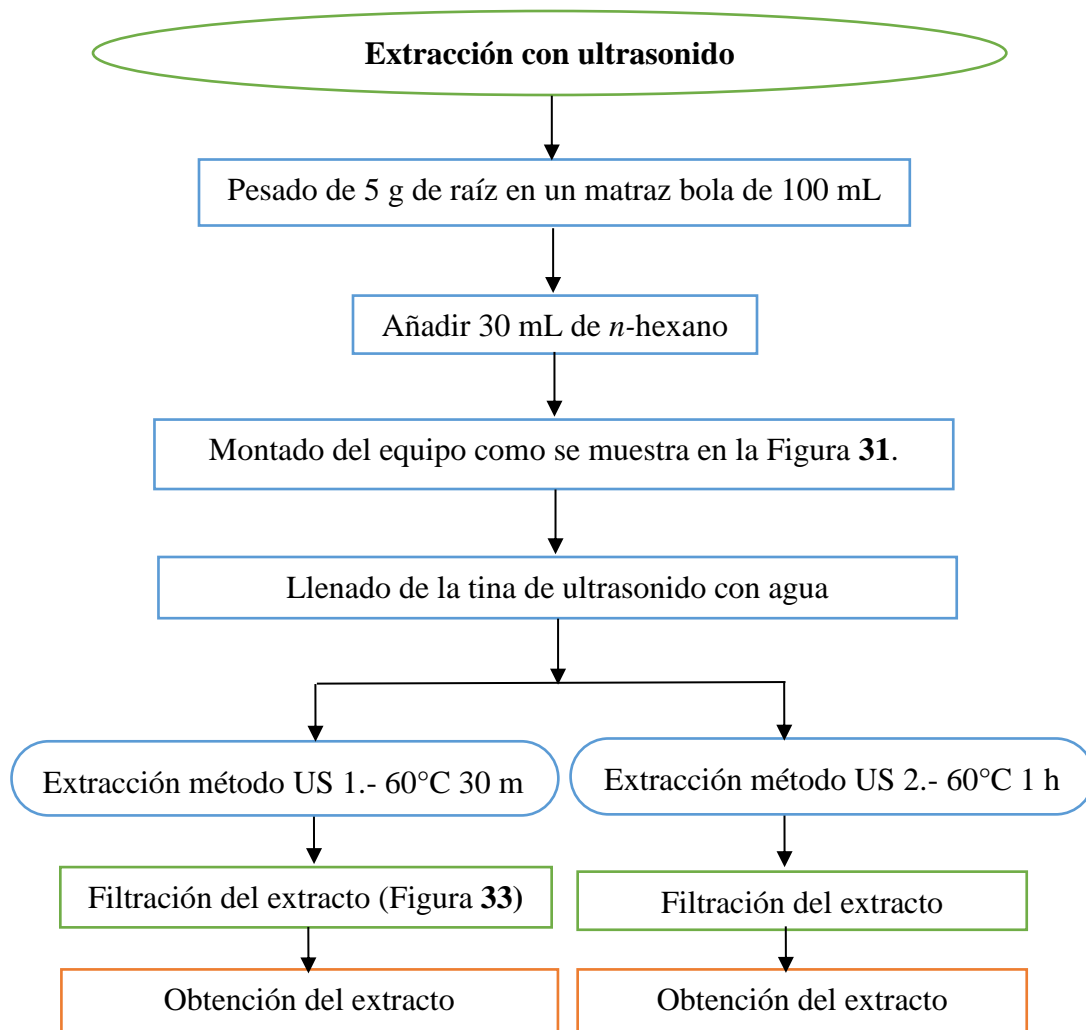 Extracción con ultrasonido
Pesado de 5 g de raíz en un matraz bola de 100 mL
Añadir 30 mL de n-hexano
Montado del equipo como se muestra en la Figura 31.
Llenado de la tina de ultrasonido con agua
Extracción método US 1.- 60°C 30 m
Extracción método US 2.- 60°C 1 h
Filtración del extracto (Figura 33)
Filtración del extracto
Obtención del extracto
Obtención del extracto